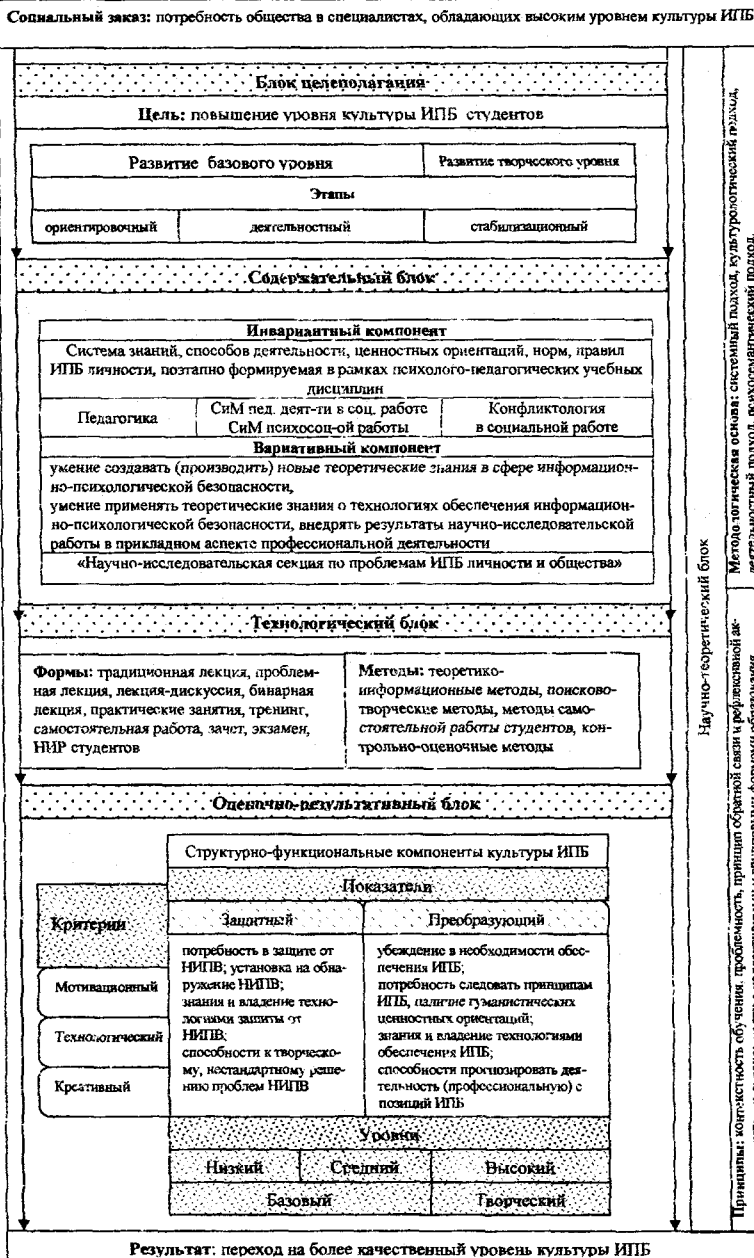 Социальный заказ: потребность общества в специалистах, обладающих высоким уровнем культуры ИПБ
Блок целеполагания
Цель: повышение уровня культуры ИПБ студентов
Развитие базового уровня
Развитие творческого уровня
Этапы
ориентировочный
деятельностный
стабилизационный
Содержательный блок
Инвариантный компонент
Система знаний, способов деятельности, ценностных ориентаций, норм, правил
ИПБ личности, поэтапно формируемая в рамках психолого-педагогических учебных
дисциплин
Педагогика
СиМ пед. деят-ти в соц. работе
СиМ психосоц-ой работы
Конфликтология
в социальной работе
Вариативный компонент
умение создавать (производить) новые теоретические знания в сфере информацион-
но-психологической безопасности,
умение применять теоретические знания о технологиях обеспечения информацион-
но-психологической безопасности, внедрять результаты научно-исследовательской
работы в прикладном аспекте профессиональной деятельности
«Научно-исследовательская секция по проблемам ИПБ личности и общества»
Технологический блок
Формы: традиционная лекция, проблем-
ная лекция, лекция-дискуссия, бинарная
лекция, практические занятия, тренинг,
самостоятельная работа, зачет, экзамен,
НИР студентов
Методы: теоретико-
информационные методы, поисково-
творческие методы, методы само-
стоятельной работы студентов, кон-
трольно-оценочные методы
Оценочно-результативный блок
Структурно-функциональные компоненты культуры ИПБ
Показатели
Критерии
Защитный
Преобразующий
Мотивационный
Технологический
Креативный
потребность в защите от
НИПВ; установка на обна-
ружение НИПВ;
знания и владение техно-
логиями защиты от
НИПВ;
способности к творческо-
му, нестандартному реше-
нию проблем НИПВ
убеждение в необходимости обес-
печения ИПБ;
потребность следовать принципам
ИПБ, наличие гуманистических
ценностных ориентаций;
знания и владение технологиями
обеспечения ИПБ;
способности прогнозировать дея-
тельность (профессиональную) с
позиций ИПБ
Уровни
Низкий
Средний
Высокий
Базовый
Творческий
Результат: переход на более качественный уровень культуры ИПБ
Научно-теоретический блок
Методологическая основа: системный подход, культурологический подход,
деятельностный подход, психосемантический подход.
Принципы: контекстность обучения, проблемность, принцип обратной связи и рефлексивной ак-